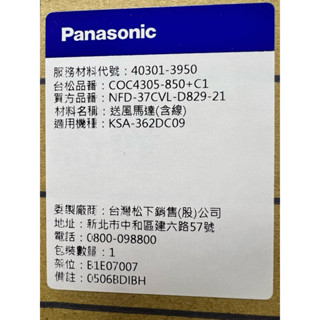 Panasonic
服務材料代號：40301-3950
台松品番：COC4305-850+C1
質方品番：NFD-37CVL-D829-21
材料名稱：送風馬達(含線)
適用機種：KSA-362DC09
委製廠商：台灣松下銷售(股)公司
地址：新北市中和區建六路57號
電話：0800-098800
包裝數量：1
架位：B1E07007
備註：0506BDIBH